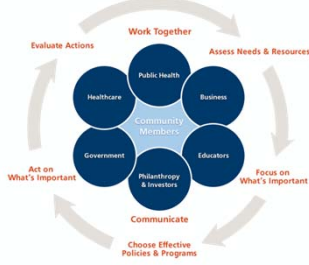 Work Together
Evaluate Actions
Assess Needs & Resources
Public Health
Healthcare
Business
Community
Members
Government
Educators
Philanthropy
& Investors
Act on
What's Important
Focus on
What's Important
Communicate
Choose Effective
Policies & Programs